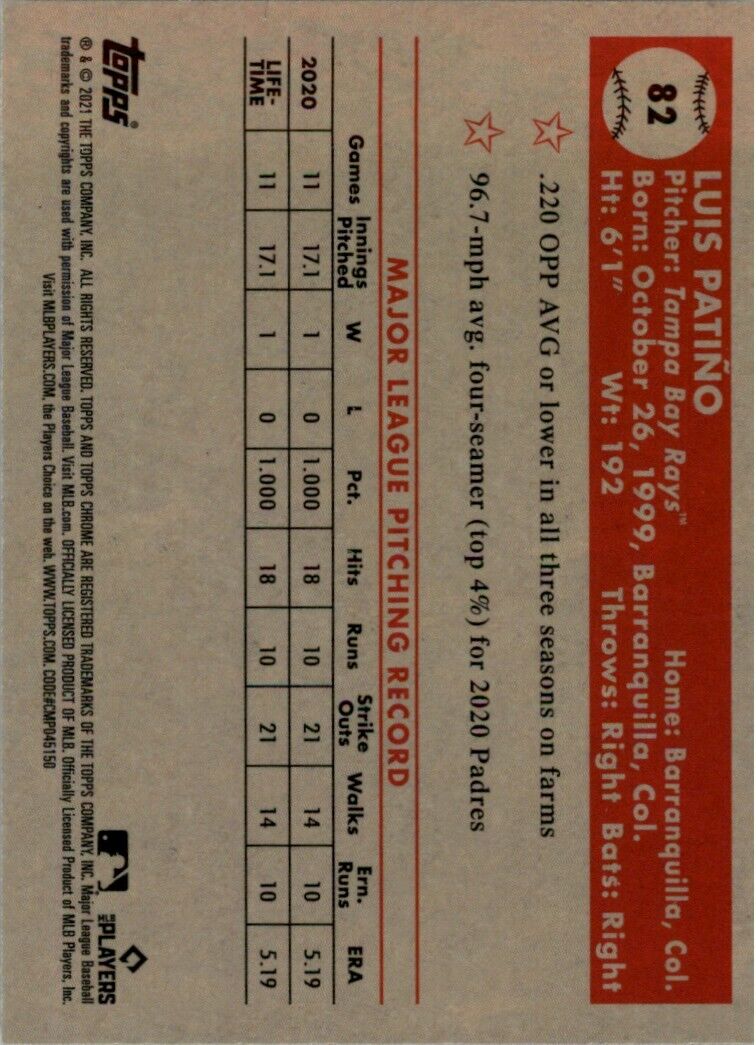 82
LUIS PATIÑO
Pitcher: Tampa Bay Rays™ Home: Barranquilla, Col.
Born: October 26, 1999, Barranquilla, Col.
Ht: 6'1" Wt: 192 Throws: Right Bats: Right
.220 OPP AVG or lower in all three seasons on farms
96.7-mph avg. four-seamer (top 4%) for 2020 Padres
MAJOR LEAGUE PITCHING RECORD
Games Innings Pitched W L Pct. Hits Runs Strike Outs Walks Ern. Runs ERA
2020 11 17.1 1 0 1.000 18 10 21 14 10 5.19
LIFE-TIME 11 17.1 1 0 1.000 18 10 21 14 10 5.19
topps®
MLB PLAYERS
® & © 2021 THE TOPPS COMPANY, INC. ALL RIGHTS RESERVED. TOPPS AND TOPPS CHROME ARE REGISTERED TRADEMARKS OF THE TOPPS COMPANY, INC. Major League Baseball
trademarks and copyrights are used with permission of Major League Baseball. Visit MLB.com. OFFICIALLY LICENSED PRODUCT OF MLB. Officially Licensed Product of MLB Players, Inc.
Visit MLBPLAYERS.COM, the Players Choice on the web. WWW.TOPPS.COM. CODE#CMP045150